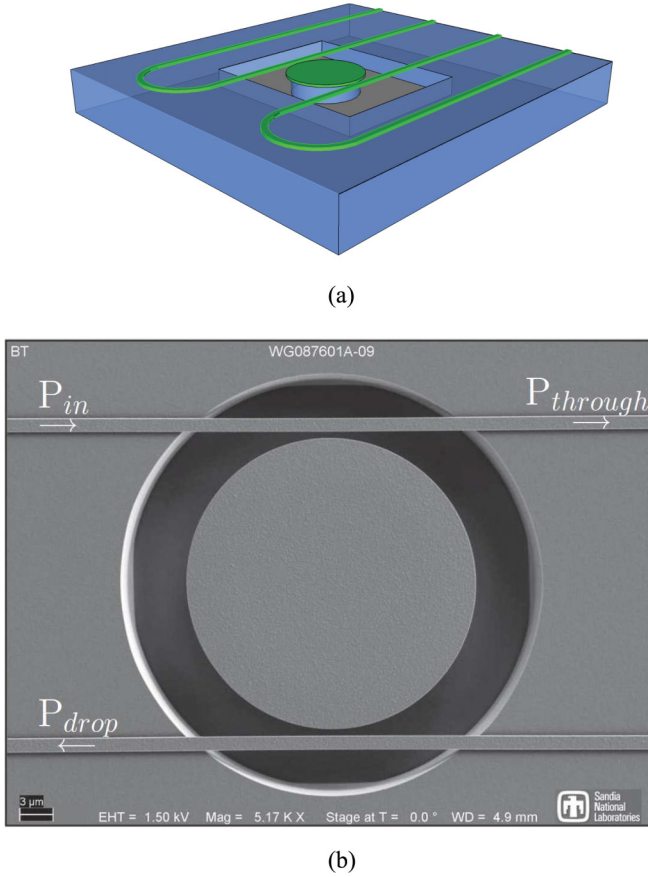 (a)
BT WG087601A-09
P_in P_through
P_drop
3 µm EHT = 1.50 kV Mag = 5.17 K X Stage at T = 0.0 ° WD = 4.9 mm Sandia National Laboratories
(b)